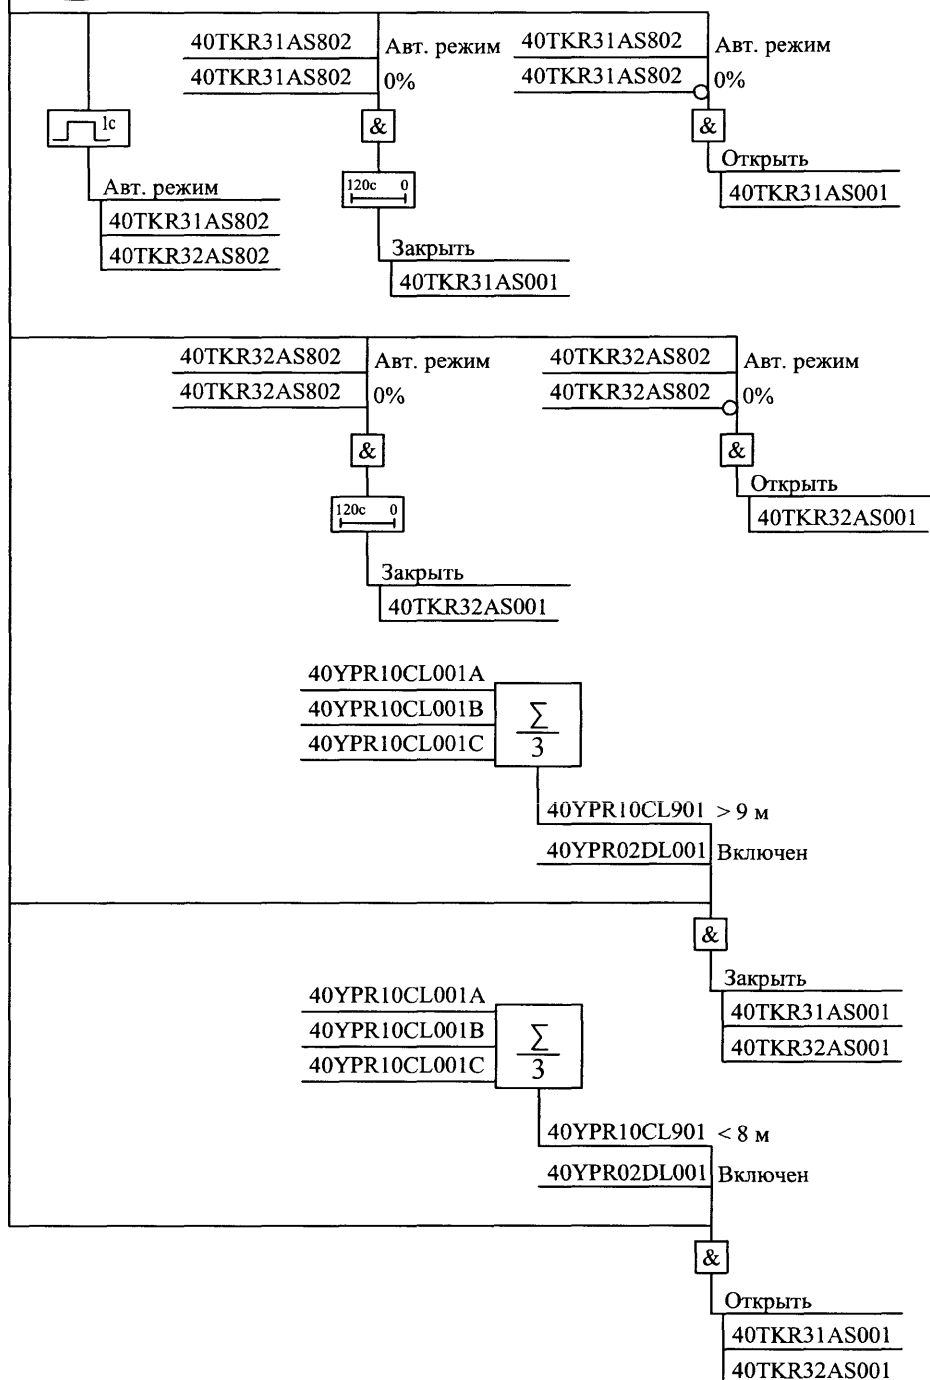 40TKR31AS802 Авт. режим 40TKR31AS802 Авт. режим
40TKR31AS802 0% 40TKR31AS802 0%
1с & &
120с 0 Открыть
Авт. режим 40TKR31AS001
40TKR31AS802
40TKR32AS802 Закрыть
40TKR31AS001
40TKR32AS802 Авт. режим 40TKR32AS802 Авт. режим
40TKR32AS802 0% 40TKR32AS802 0%
& &
120с 0 Открыть
40TKR32AS001
Закрыть
40TKR32AS001
40YPR10CL001A
40YPR10CL001B ∑
40YPR10CL001C 3
40YPR10CL901 > 9 м
40YPR02DL001 Включен
&
Закрыть
40TKR31AS001
40TKR32AS001
40YPR10CL001A
40YPR10CL001B ∑
40YPR10CL001C 3
40YPR10CL901 < 8 м
40YPR02DL001 Включен
&
Открыть
40TKR31AS001
40TKR32AS001